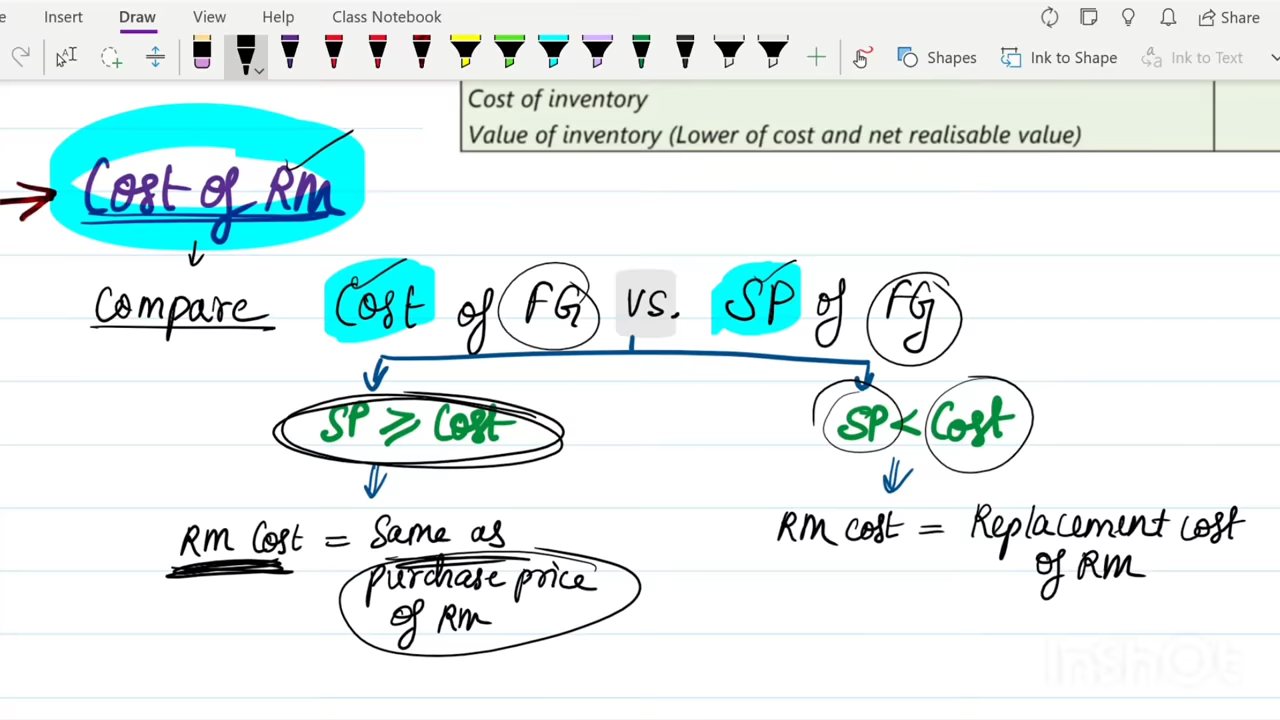 Insert Draw View Help Class Notebook Share
Shapes Ink to Shape Ink to Text
Cost of inventory
Value of inventory (Lower of cost and net realisable value)
Cost of RM
Compare Cost of FG VS. SP of FG
SP ≥ Cost SP < Cost
RM Cost = Same as purchase price of RM
RM cost = Replacement cost of RM
InShot